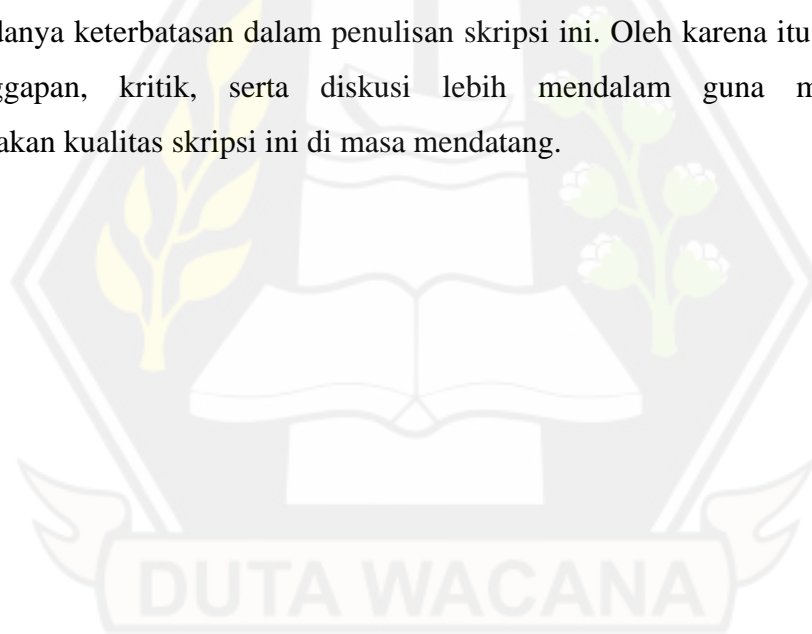 danya keterbatasan dalam penulisan skripsi ini. Oleh karena itu
ggapan, kritik, serta diskusi lebih mendalam guna m
akan kualitas skripsi ini di masa mendatang.
DUTA WACANA